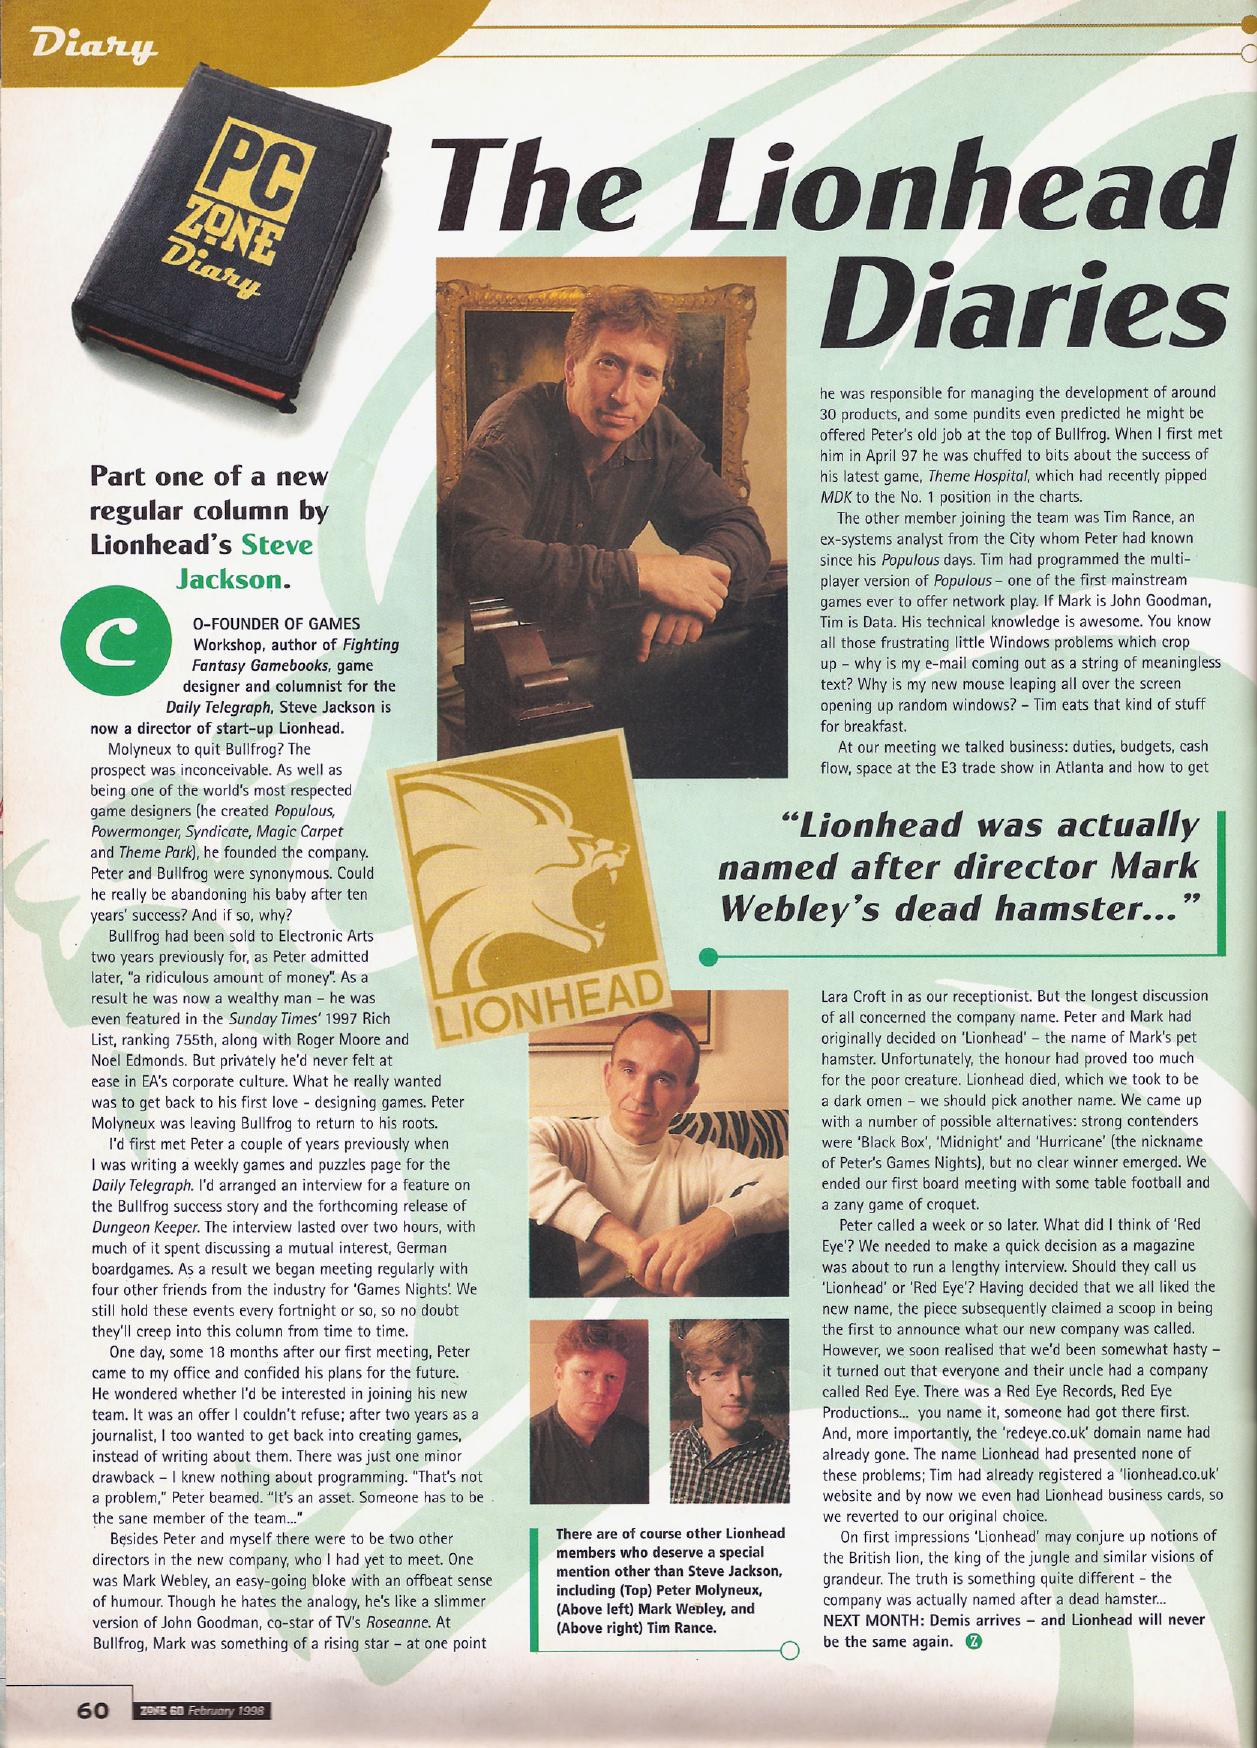 Diary
PC
ZONE
Diary
The Lionhead
Diaries
Part one of a new
regular column by
Lionhead's Steve
Jackson.
CO-FOUNDER OF GAMES
Workshop, author of Fighting
Fantasy Gamebooks, game
designer and columnist for the
Daily Telegraph, Steve Jackson is
now a director of start-up Lionhead.
Molyneux to quit Bullfrog? The
prospect was inconceivable. As well as
being one of the world's most respected
game designers (he created Populous,
Powermonger, Syndicate, Magic Carpet
and Theme Park), he founded the company.
Peter and Bullfrog were synonymous. Could
he really be abandoning his baby after ten
years' success? And if so, why?
Bullfrog had been sold to Electronic Arts
two years previously for, as Peter admitted
later, "a ridiculous amount of money". As a
result he was now a wealthy man – he was
even featured in the Sunday Times' 1997 Rich
List, ranking 755th, along with Roger Moore and
Noel Edmonds. But privately he'd never felt at
ease in EA's corporate culture. What he really wanted
was to get back to his first love - designing games. Peter
Molyneux was leaving Bullfrog to return to his roots.
I'd first met Peter a couple of years previously when
I was writing a weekly games and puzzles page for the
Daily Telegraph. I'd arranged an interview for a feature on
the Bullfrog success story and the forthcoming release of
Dungeon Keeper. The interview lasted over two hours, with
much of it spent discussing a mutual interest, German
boardgames. As a result we began meeting regularly with
four other friends from the industry for 'Games Nights'. We
still hold these events every fortnight or so, so no doubt
they'll creep into this column from time to time.
One day, some 18 months after our first meeting, Peter
came to my office and confided his plans for the future.
He wondered whether I'd be interested in joining his new
team. It was an offer I couldn't refuse; after two years as a
journalist, I too wanted to get back into creating games,
instead of writing about them. There was just one minor
drawback – I knew nothing about programming. "That's not
a problem," Peter beamed. "It's an asset. Someone has to be
the sane member of the team..."
Besides Peter and myself there were to be two other
directors in the new company, who I had yet to meet. One
was Mark Webley, an easy-going bloke with an offbeat sense
of humour. Though he hates the analogy, he's like a slimmer
version of John Goodman, co-star of TV's Roseanne. At
Bullfrog, Mark was something of a rising star – at one point
LIONHEAD
There are of course other Lionhead
members who deserve a special
mention other than Steve Jackson,
including (Top) Peter Molyneux,
(Above left) Mark Webley, and
(Above right) Tim Rance.
he was responsible for managing the development of around
30 products, and some pundits even predicted he might be
offered Peter's old job at the top of Bullfrog. When I first met
him in April 97 he was chuffed to bits about the success of
his latest game, Theme Hospital, which had recently pipped
MDK to the No. 1 position in the charts.
The other member joining the team was Tim Rance, an
ex-systems analyst from the City whom Peter had known
since his Populous days. Tim had programmed the multi-
player version of Populous – one of the first mainstream
games ever to offer network play. If Mark is John Goodman,
Tim is Data. His technical knowledge is awesome. You know
all those frustrating little Windows problems which crop
up – why is my e-mail coming out as a string of meaningless
text? Why is my new mouse leaping all over the screen
opening up random windows? – Tim eats that kind of stuff
for breakfast.
At our meeting we talked business: duties, budgets, cash
flow, space at the E3 trade show in Atlanta and how to get
"Lionhead was actually
named after director Mark
Webley's dead hamster..."
Lara Croft in as our receptionist. But the longest discussion
of all concerned the company name. Peter and Mark had
originally decided on 'Lionhead' – the name of Mark's pet
hamster. Unfortunately, the honour had proved too much
for the poor creature. Lionhead died, which we took to be
a dark omen – we should pick another name. We came up
with a number of possible alternatives: strong contenders
were 'Black Box', 'Midnight' and 'Hurricane' (the nickname
of Peter's Games Nights), but no clear winner emerged. We
ended our first board meeting with some table football and
a zany game of croquet.
Peter called a week or so later. What did I think of 'Red
Eye'? We needed to make a quick decision as a magazine
was about to run a lengthy interview. Should they call us
'Lionhead' or 'Red Eye'? Having decided that we all liked the
new name, the piece subsequently claimed a scoop in being
the first to announce what our new company was called.
However, we soon realised that we'd been somewhat hasty –
it turned out that everyone and their uncle had a company
called Red Eye. There was a Red Eye Records, Red Eye
Productions... you name it, someone had got there first.
And, more importantly, the 'redeye.co.uk' domain name had
already gone. The name Lionhead had presented none of
these problems; Tim had already registered a 'lionhead.co.uk'
website and by now we even had Lionhead business cards, so
we reverted to our original choice.
On first impressions 'Lionhead' may conjure up notions of
the British lion, the king of the jungle and similar visions of
grandeur. The truth is something quite different – the
company was actually named after a dead hamster...
NEXT MONTH: Demis arrives – and Lionhead will never
be the same again. Z
60 ZONE 60 February 1998